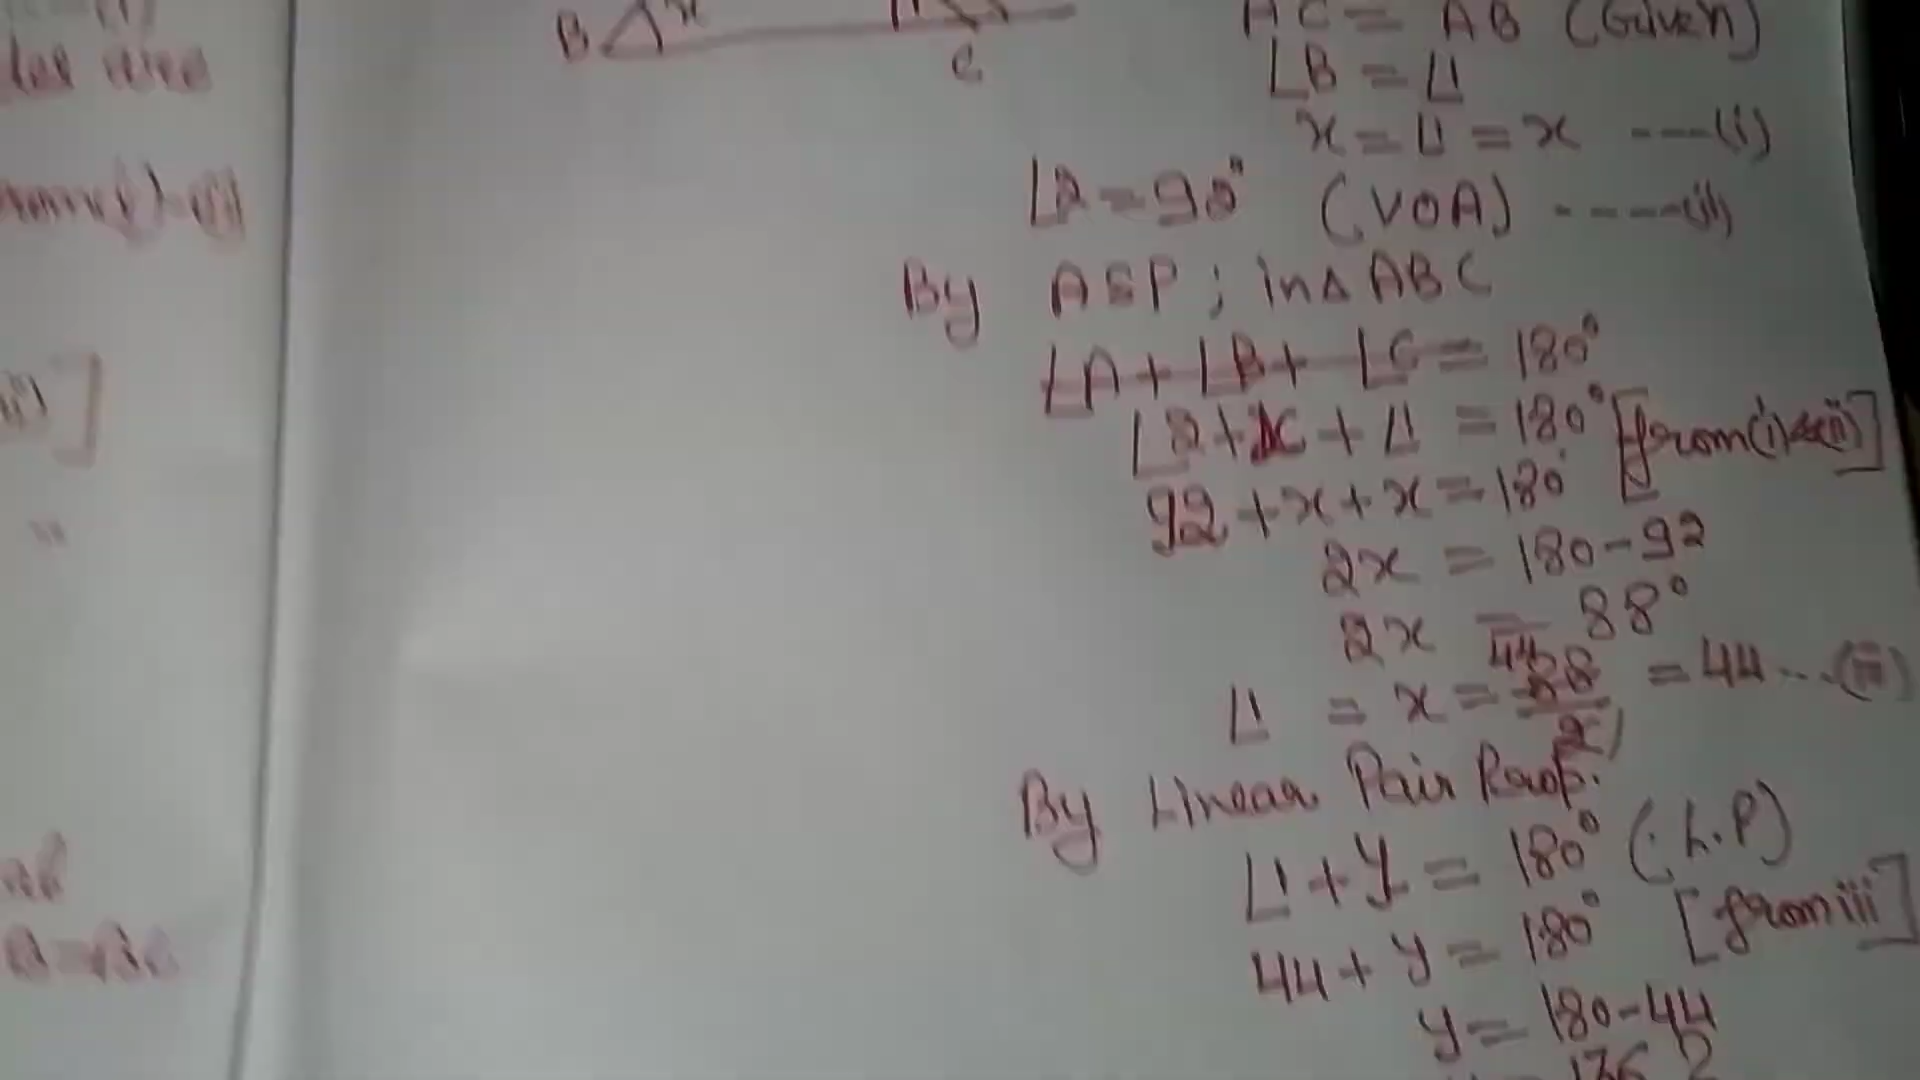 B x
C
AC = AB (Given)
∠B = ∠1
x = ∠1 = x ----(i)
∠2 = 92° (VOA) -----(ii)
By ASP; in Δ ABC
∠A + ∠B + ∠C = 180°
∠2 + x + ∠1 = 180° [from (i) & (ii)]
92 + x + x = 180°
2x = 180 - 92
2x = 88°
∠1 = x = 88/2 44 = 44 ...(iii)
By Linear Pair Prop.
∠1 + y = 180° (L.P)
44 + y = 180° [from iii]
y = 180 - 44
136